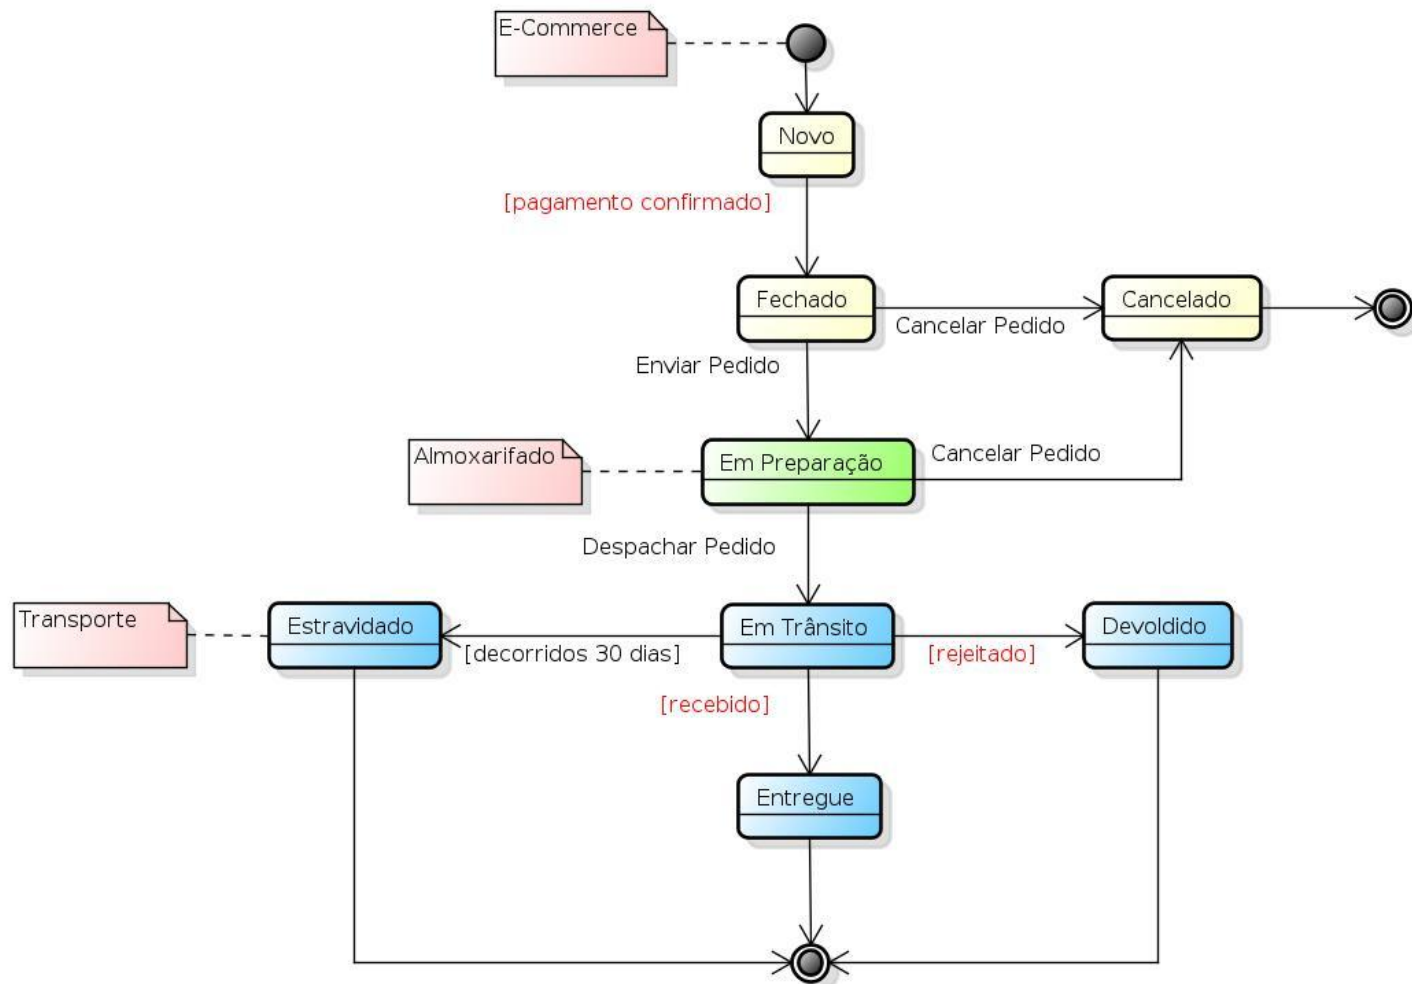 E-Commerce
Novo
[pagamento confirmado]
Fechado
Cancelar Pedido
Cancelado
Enviar Pedido
Almoxarifado
Em Preparação
Cancelar Pedido
Despachar Pedido
Transporte
Estravidado
[decorridos 30 dias]
Em Trânsito
[rejeitado]
Devoldido
[recebido]
Entregue